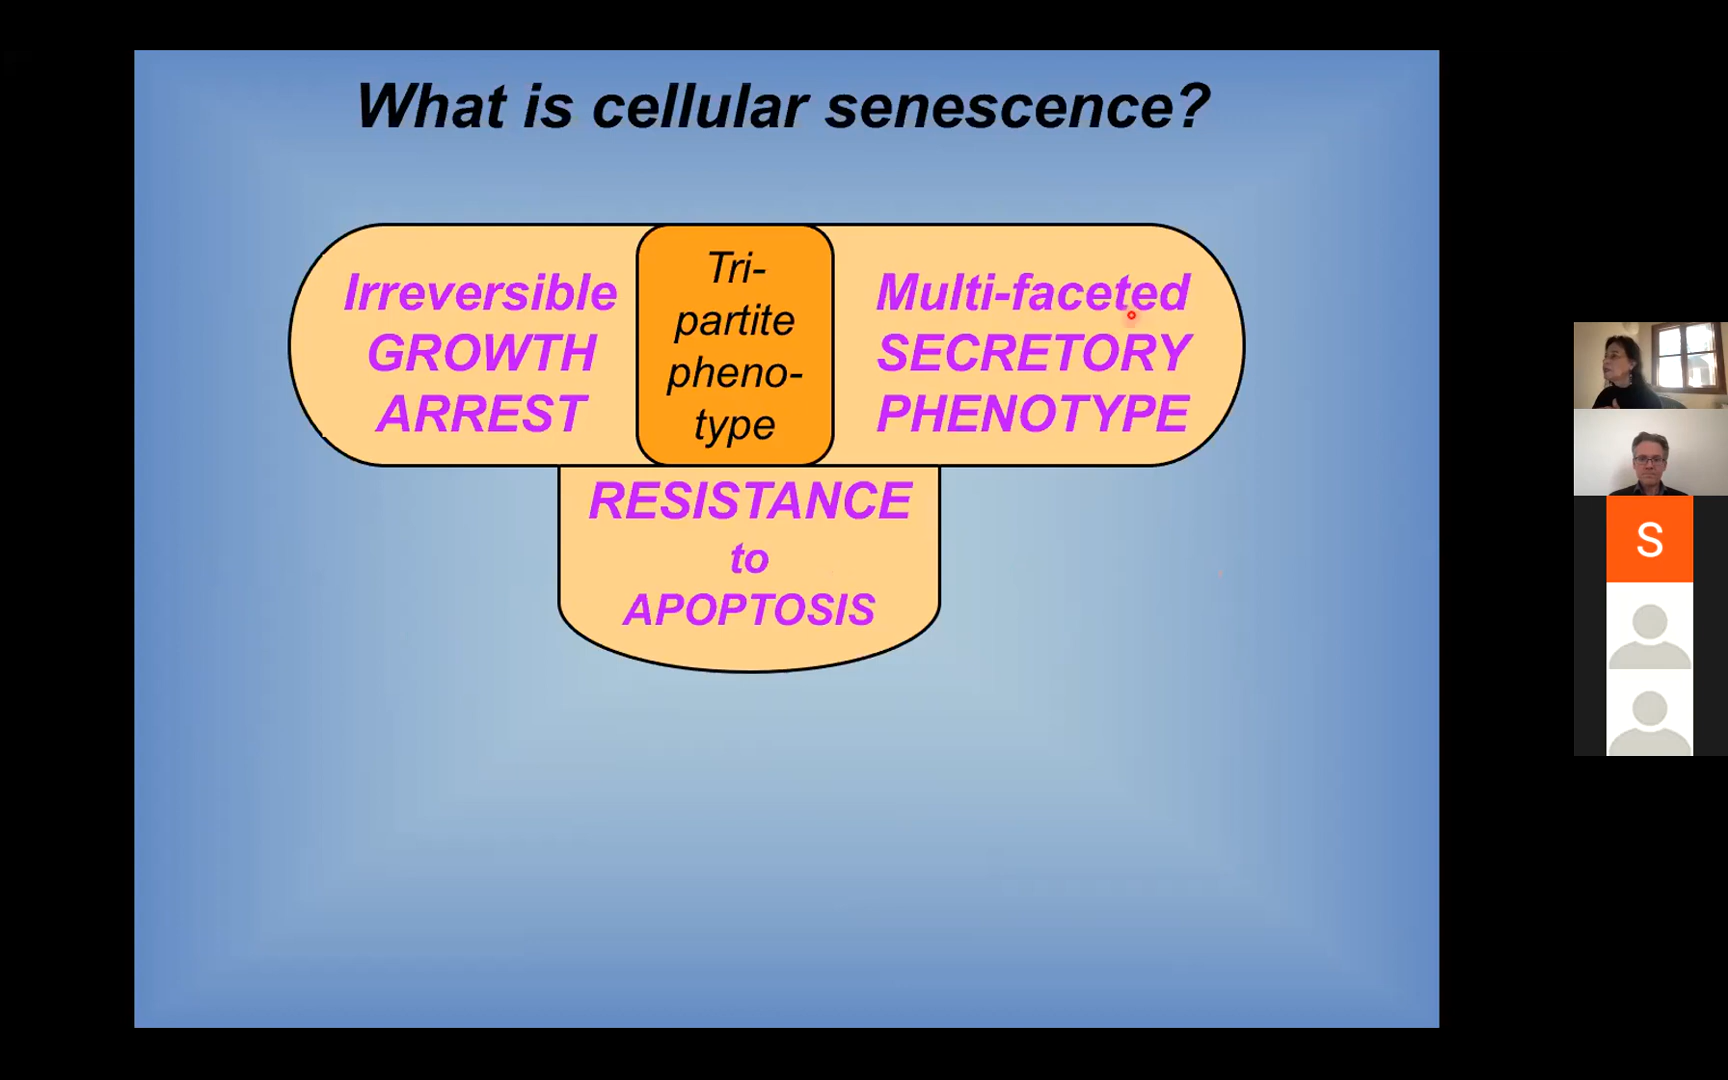 What is cellular senescence?
Irreversible
GROWTH
ARREST
Tri-
partite
pheno-
type
Multi-faceted
SECRETORY
PHENOTYPE
RESISTANCE
to
APOPTOSIS
S